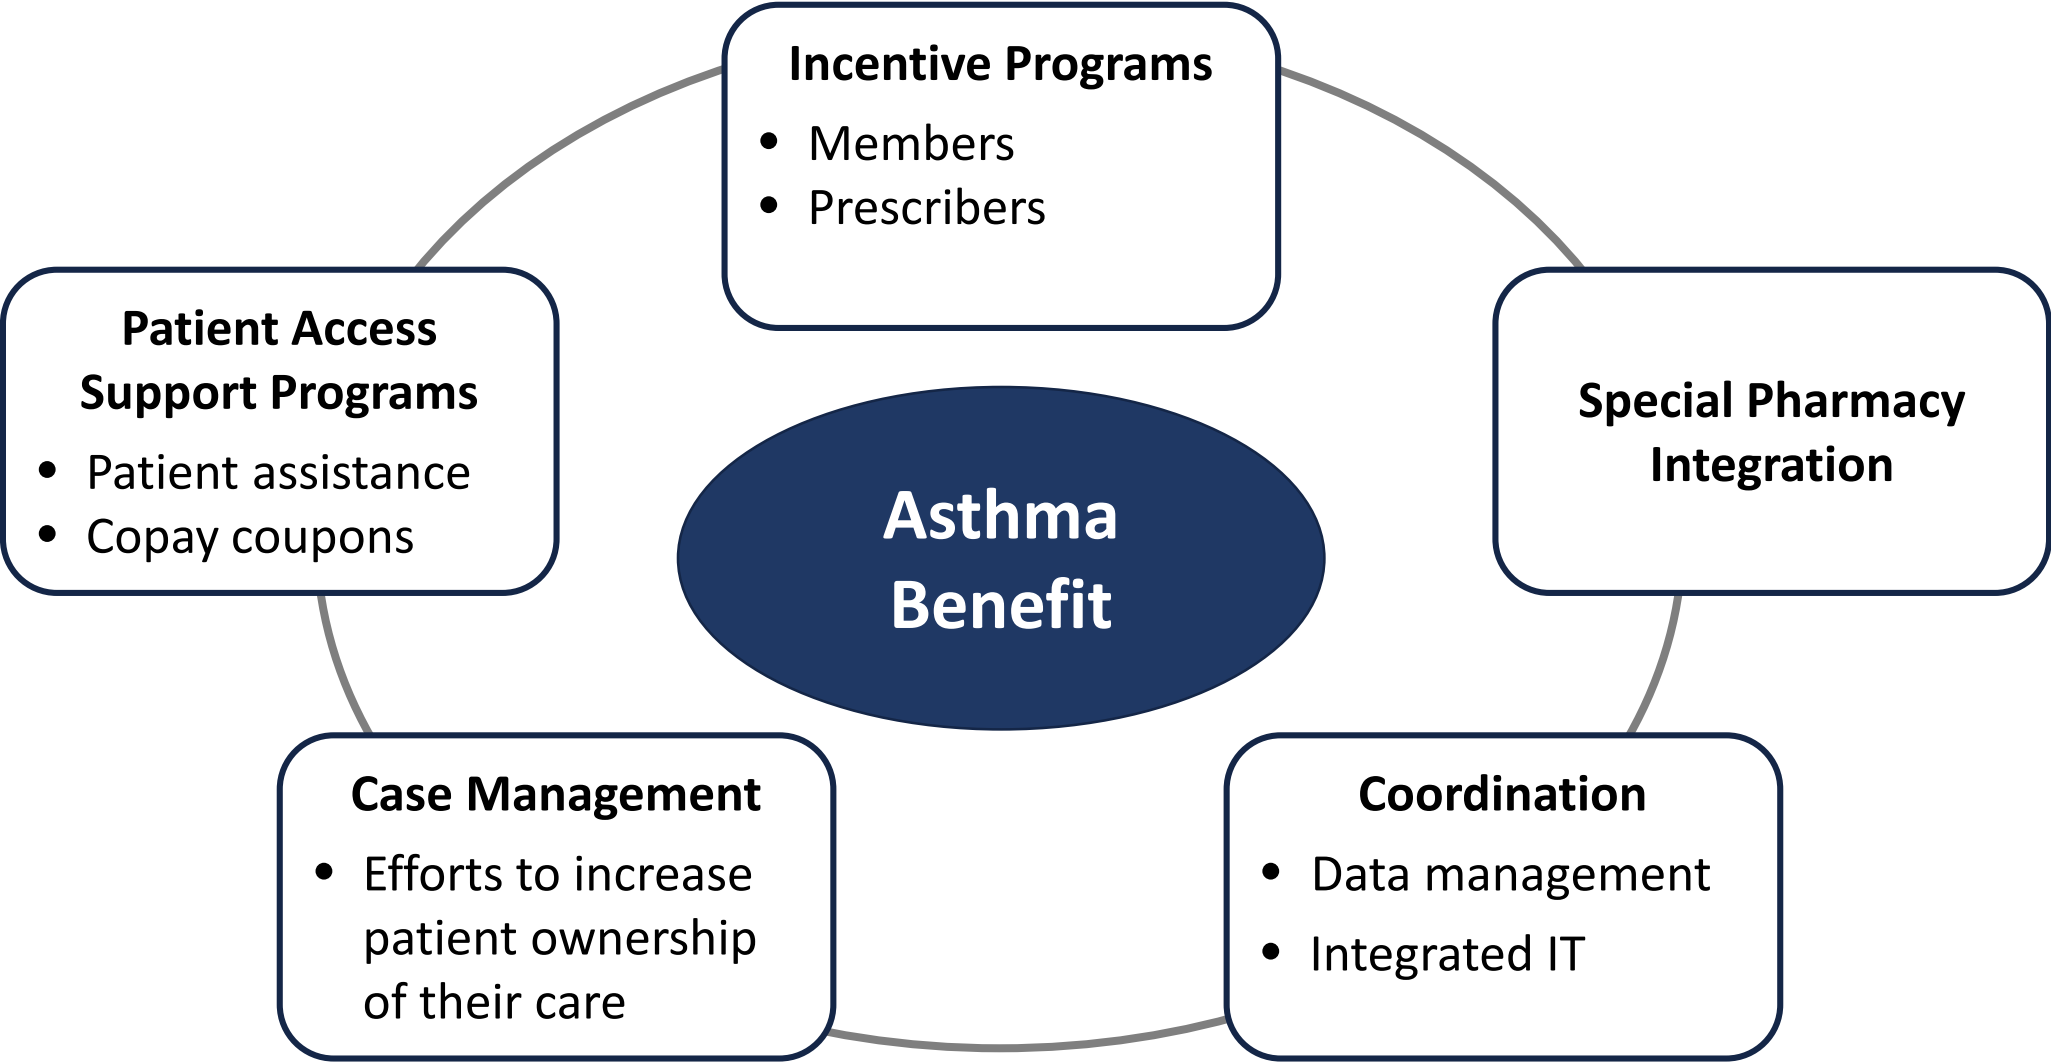 Incentive Programs
• Members
• Prescribers
Patient Access
Support Programs
• Patient assistance
• Copay coupons
Special Pharmacy
Integration
Asthma
Benefit
Case Management
• Efforts to increase
patient ownership
of their care
Coordination
• Data management
• Integrated IT